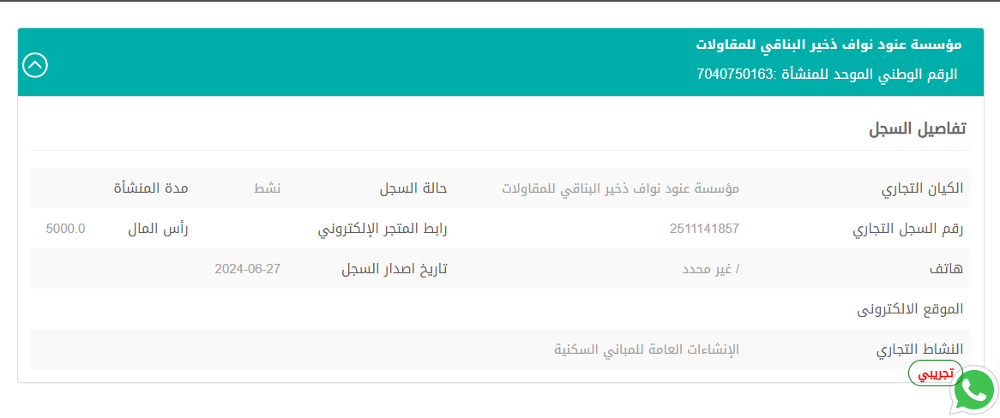 مؤسسة عنود نواف ذخير البناقي للمقاولات
الرقم الوطني الموحد للمنشأة :7040750163
تفاصيل السجل
الكيان التجاري مؤسسة عنود نواف ذخير البناقي للمقاولات حالة السجل نشط مدة المنشأة
رقم السجل التجاري 2511141857 رابط المتجر الإلكتروني رأس المال 5000.0
هاتف / غير محدد تاريخ اصدار السجل 2024-06-27
الموقع الالكترونى
النشاط التجاري الإنشاءات العامة للمباني السكنية
تجريبي